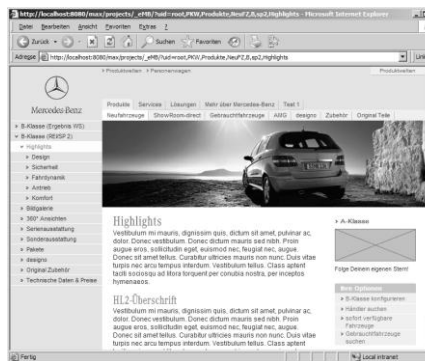 http://localhost:8080/max/projects/_eMB/?uid=root,PKW,Produkte,NeuFZ,B,sp2,Highlights - Microsoft Internet Explorer
Datei Bearbeiten Ansicht Favoriten Extras ?
Zurück Suchen Favoriten
Adresse http://localhost:8080/max/projects/_eMB/?uid=root,PKW,Produkte,NeuFZ,B,sp2,Highlights
Produktwelten Personenwagen Produktwelten
Mercedes-Benz
Produkte Services Lösungen Mehr über Mercedes-Benz Test 1
Neufahrzeuge ShowRoom-direct Gebrauchtfahrzeuge AMG designo Zubehör Original Teile
B-Klasse (Ergebnis WS)
B-Klasse (RE/SP 2)
Highlights
Design
Sicherheit
Fahrdynamik
Antrieb
Komfort
Bildgalerie
360° Ansichten
Serienausstattung
Sonderausstattung
Pakete
designo
Original Zubehör
Technische Daten & Preise
Highlights
Vestibulum mi mauris, dignissim quis, dictum sit amet, pulvinar ac,
dolor. Donec vestibulum. Donec mauris sed nibh. Proin
augue eros, sollicitudin eget, euismod nec, feugiat nec, augue.
Donec sit amet tellus. Curabitur ultricies mauris non nunc. Duis vitae
turpis nec arcu tempus interdum. Vestibulum tellus. Class aptent
taciti sociosqu ad litora torquent per conubia nostra, per inceptos
hymenaeos.
HL2-Überschrift
Vestibulum mi mauris, dignissim quis, dictum sit amet, pulvinar ac,
dolor. Donec vestibulum. Donec dictum mauris sed nibh. Proin
augue eros, sollicitudin eget, euismod nec, feugiat nec, augue.
Donec sit amet tellus. Curabitur ultricies mauris non nunc. Duis vitae
turpis nec arcu tempus interdum. Vestibulum tellus. Class aptent
A-Klasse
Folge Deinem eigenen Stern!
Ihre Optionen
B-Klasse konfigurieren
Händler suchen
sofort verfügbare
Fahrzeuge
Gebrauchtfahrzeuge
suchen
Fertig Local intranet